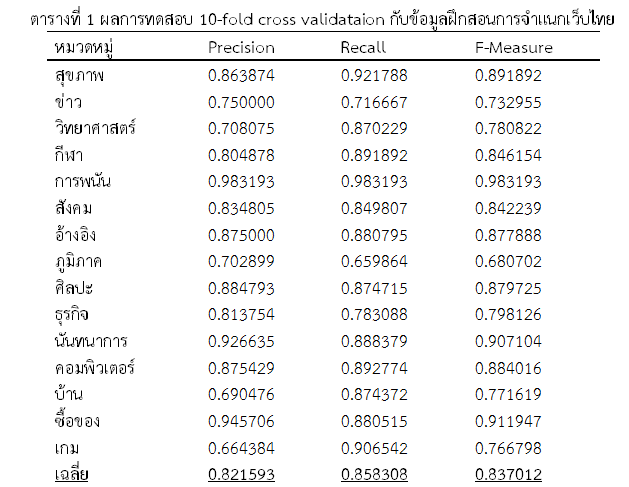 ตารางที่ 1 ผลการทดสอบ 10-fold cross validataion กับข้อมูลฝึกสอนการจำแนกเว็บไทย
หมวดหมู่ Precision Recall F-Measure
สุขภาพ 0.863874 0.921788 0.891892
ข่าว 0.750000 0.716667 0.732955
วิทยาศาสตร์ 0.708075 0.870229 0.780822
กีฬา 0.804878 0.891892 0.846154
การพนัน 0.983193 0.983193 0.983193
สังคม 0.834805 0.849807 0.842239
อ้างอิง 0.875000 0.880795 0.877888
ภูมิภาค 0.702899 0.659864 0.680702
ศิลปะ 0.884793 0.874715 0.879725
ธุรกิจ 0.813754 0.783088 0.798126
นันทนาการ 0.926635 0.888379 0.907104
คอมพิวเตอร์ 0.875429 0.892774 0.884016
บ้าน 0.690476 0.874372 0.771619
ซื้อของ 0.945706 0.880515 0.911947
เกม 0.664384 0.906542 0.766798
เฉลี่ย 0.821593 0.858308 0.837012